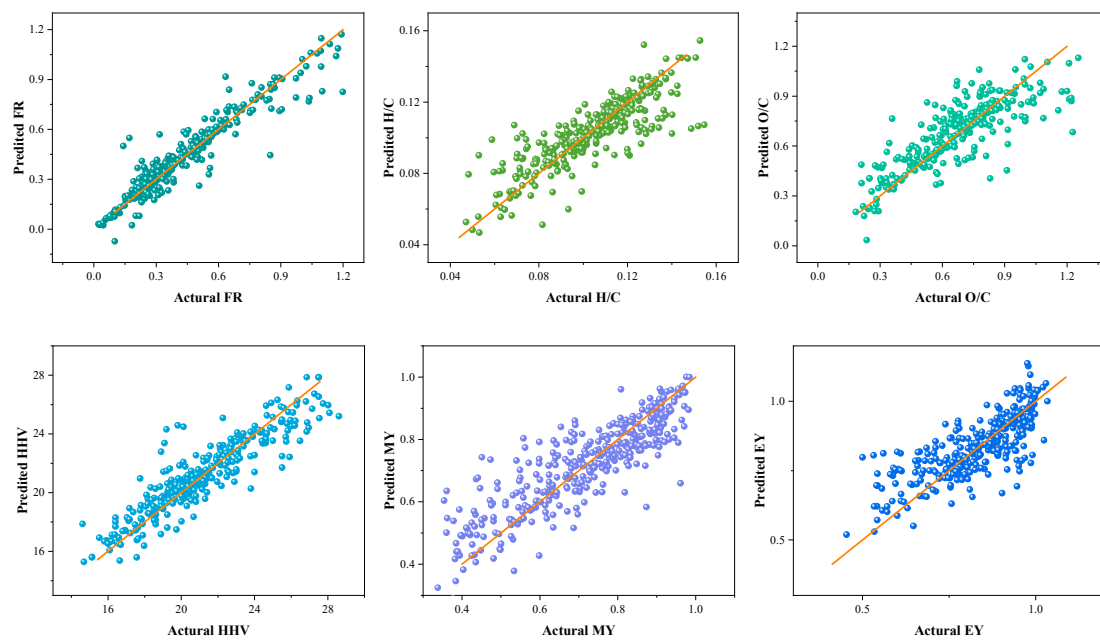 Predited FR
1.2
0.9
0.6
0.3
0.0
0.0 0.3 0.6 0.9 1.2
Actural FR
Predited H/C
0.16
0.12
0.08
0.04
0.04 0.08 0.12 0.16
Actural H/C
Predited O/C
1.2
0.9
0.6
0.3
0.0
0.0 0.3 0.6 0.9 1.2
Actural O/C
Predited HHV
28
24
20
16
16 20 24 28
Actural HHV
Predited MY
1.0
0.8
0.6
0.4
0.4 0.6 0.8 1.0
Actural MY
Predited EY
1.0
0.5
0.5 1.0
Actural EY